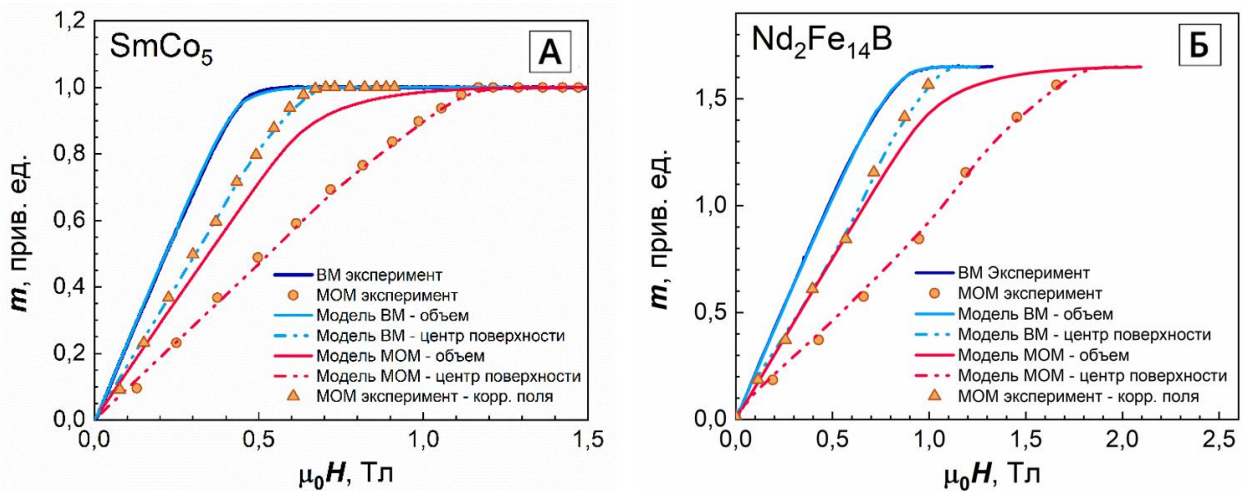 SmCo₅
А
m, прив. ед.
1,2
1,0
0,8
0,6
0,4
0,2
0,0
ВМ эксперимент
МОМ эксперимент
Модель ВМ - объем
Модель ВМ - центр поверхности
Модель МОМ - объем
Модель МОМ - центр поверхности
МОМ эксперимент - корр. поля
0,0 0,5 1,0 1,5
μ₀H, Тл
Nd₂Fe₁₄B
Б
m, прив. ед.
1,5
1,0
0,5
0,0
ВМ Эксперимент
МОМ эксперимент
Модель ВМ - объем
Модель ВМ - центр поверхности
Модель МОМ - объем
Модель МОМ - центр поверхности
МОМ эксперимент - корр. поля
0,0 0,5 1,0 1,5 2,0 2,5
μ₀H, Тл